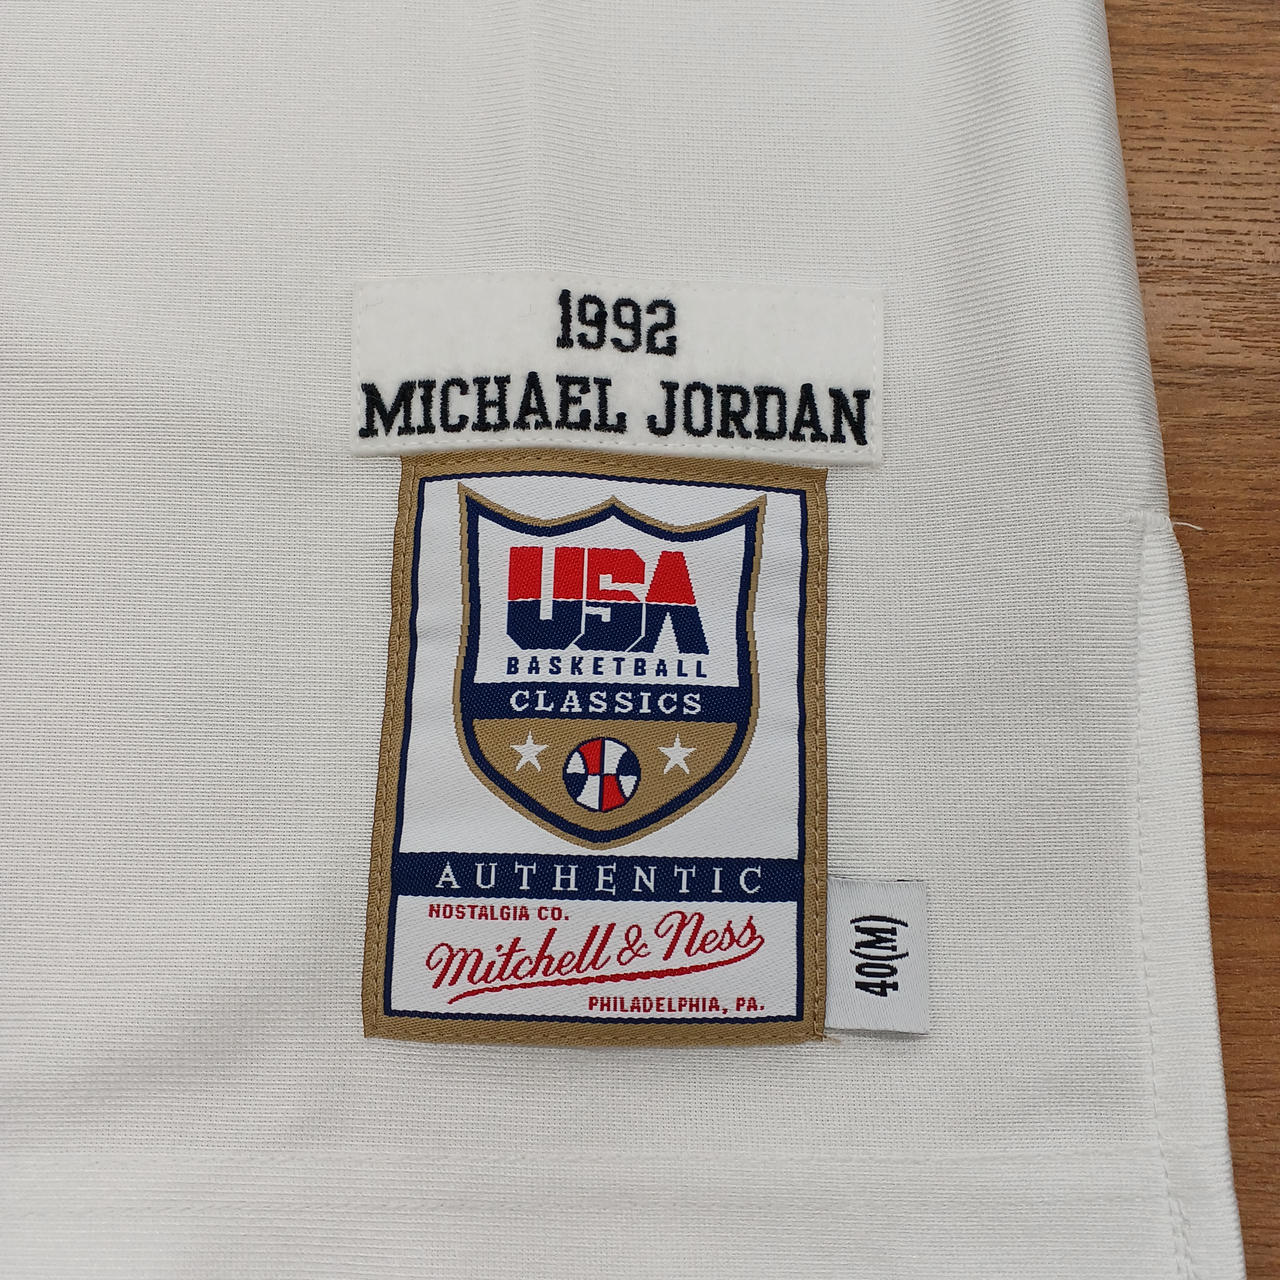 1992
MICHAEL JORDAN
USA
BASKETBALL
CLASSICS
AUTHENTIC
NOSTALGIA CO.
Mitchell & Ness
PHILADELPHIA, PA.
40(M)